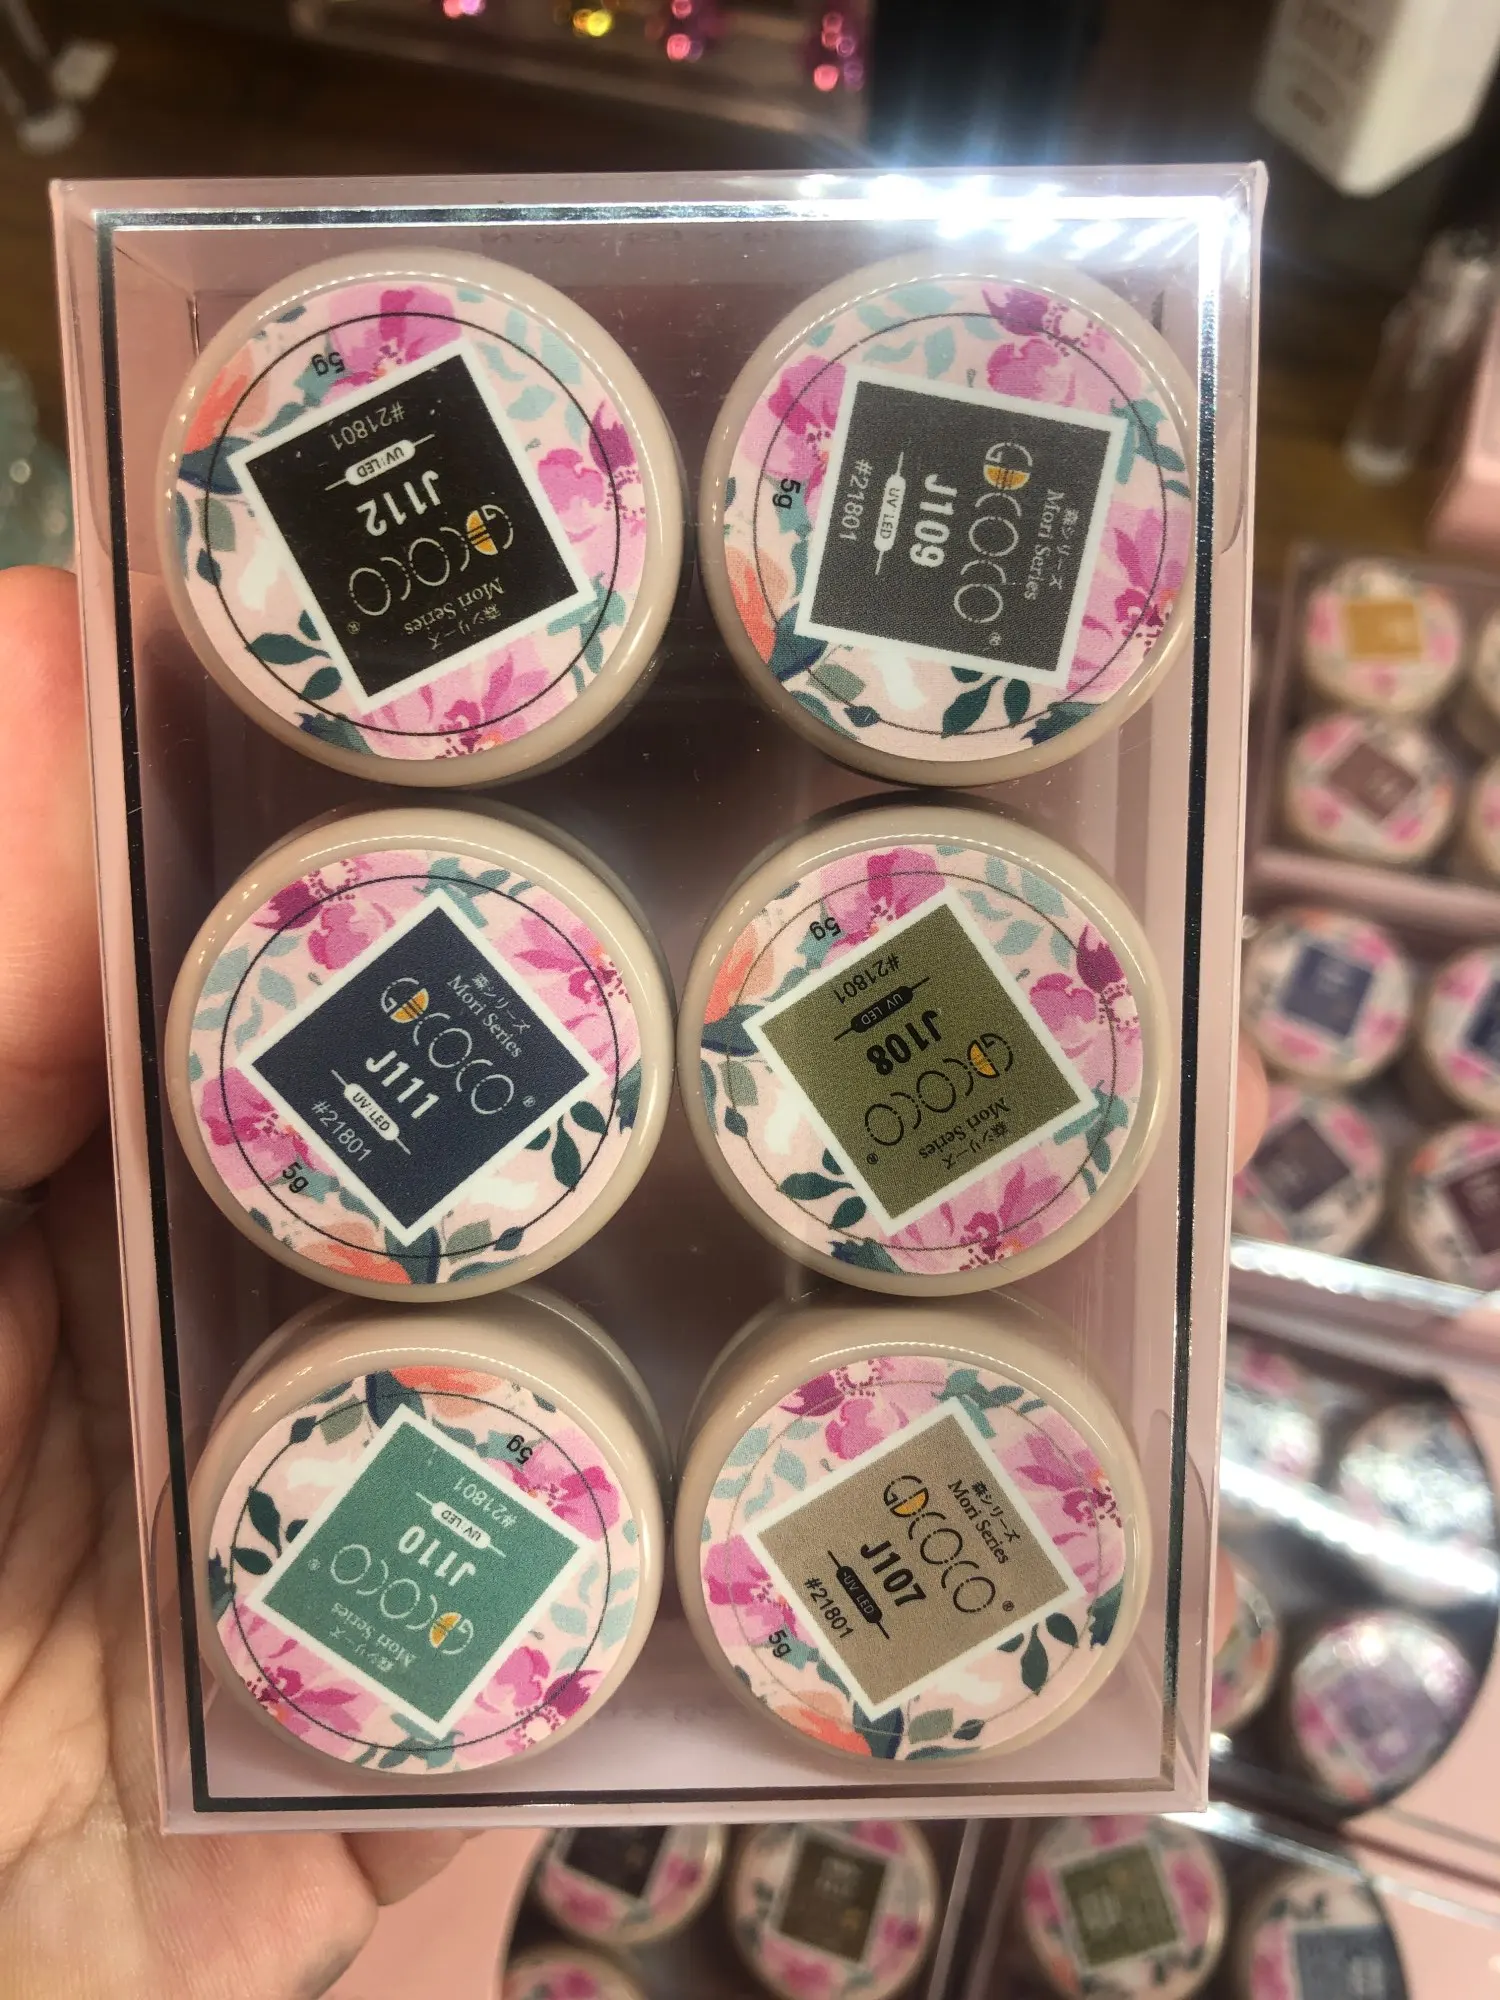 GDCOCO®
森シリーズ
Mori Series
J112
UV/LED
#21801
5g
森シリーズ
Mori Series
GDCOCO®
J109
UV/LED
#21801
5g
森シリーズ
Mori Series
GDCOCO®
J111
UV/LED
#21801
5g
森シリーズ
Mori Series
GDCOCO®
J108
UV LED
#21801
5g
森シリーズ
Mori Series
GDCOCO®
J110
UV LED
#21801
5g
森シリーズ
Mori Series
GDCOCO®
J107
UV LED
#21801
5g